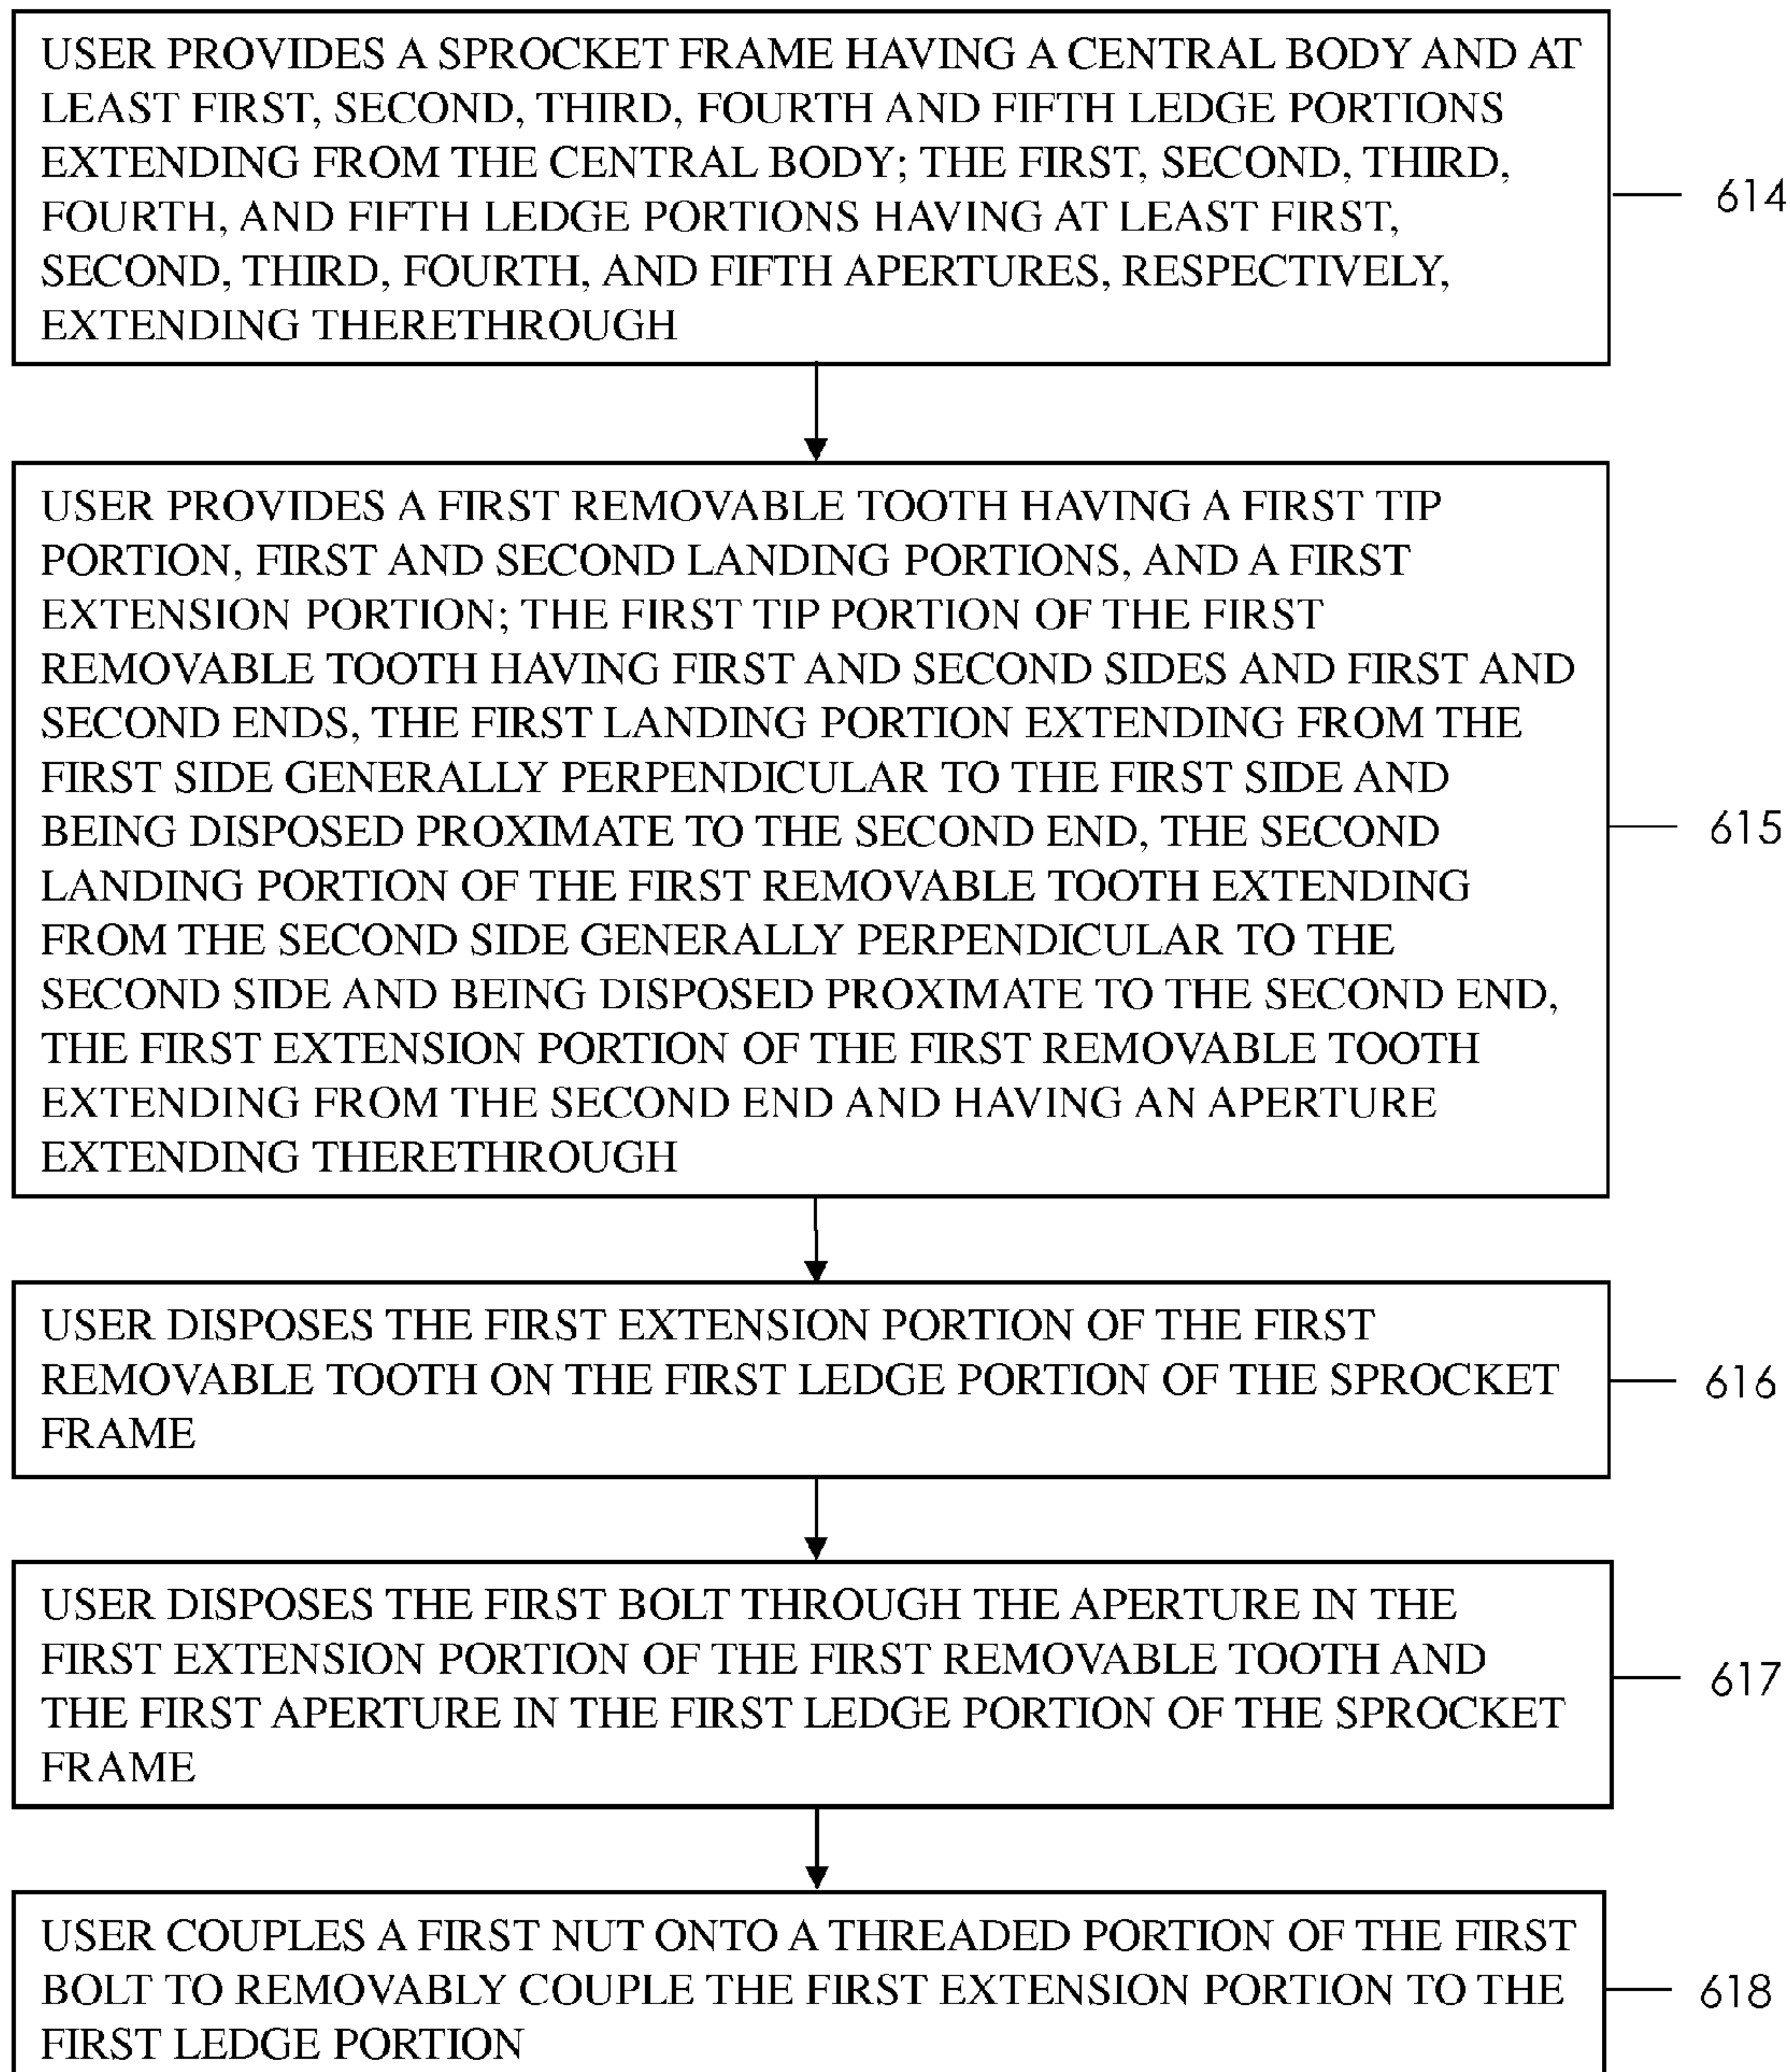 USER PROVIDES A SPROCKET FRAME HAVING A CENTRAL BODY AND AT
LEAST FIRST, SECOND, THIRD, FOURTH AND FIFTH LEDGE PORTIONS
EXTENDING FROM THE CENTRAL BODY; THE FIRST, SECOND, THIRD,
FOURTH, AND FIFTH LEDGE PORTIONS HAVING AT LEAST FIRST,
SECOND, THIRD, FOURTH, AND FIFTH APERTURES, RESPECTIVELY,
EXTENDING THERETHROUGH
614
USER PROVIDES A FIRST REMOVABLE TOOTH HAVING A FIRST TIP
PORTION, FIRST AND SECOND LANDING PORTIONS, AND A FIRST
EXTENSION PORTION; THE FIRST TIP PORTION OF THE FIRST
REMOVABLE TOOTH HAVING FIRST AND SECOND SIDES AND FIRST AND
SECOND ENDS, THE FIRST LANDING PORTION EXTENDING FROM THE
FIRST SIDE GENERALLY PERPENDICULAR TO THE FIRST SIDE AND
BEING DISPOSED PROXIMATE TO THE SECOND END, THE SECOND
LANDING PORTION OF THE FIRST REMOVABLE TOOTH EXTENDING
FROM THE SECOND SIDE GENERALLY PERPENDICULAR TO THE
SECOND SIDE AND BEING DISPOSED PROXIMATE TO THE SECOND END,
THE FIRST EXTENSION PORTION OF THE FIRST REMOVABLE TOOTH
EXTENDING FROM THE SECOND END AND HAVING AN APERTURE
EXTENDING THERETHROUGH
615
USER DISPOSES THE FIRST EXTENSION PORTION OF THE FIRST
REMOVABLE TOOTH ON THE FIRST LEDGE PORTION OF THE SPROCKET
FRAME
616
USER DISPOSES THE FIRST BOLT THROUGH THE APERTURE IN THE
FIRST EXTENSION PORTION OF THE FIRST REMOVABLE TOOTH AND
THE FIRST APERTURE IN THE FIRST LEDGE PORTION OF THE SPROCKET
FRAME
617
USER COUPLES A FIRST NUT ONTO A THREADED PORTION OF THE FIRST
BOLT TO REMOVABLY COUPLE THE FIRST EXTENSION PORTION TO THE
FIRST LEDGE PORTION
618